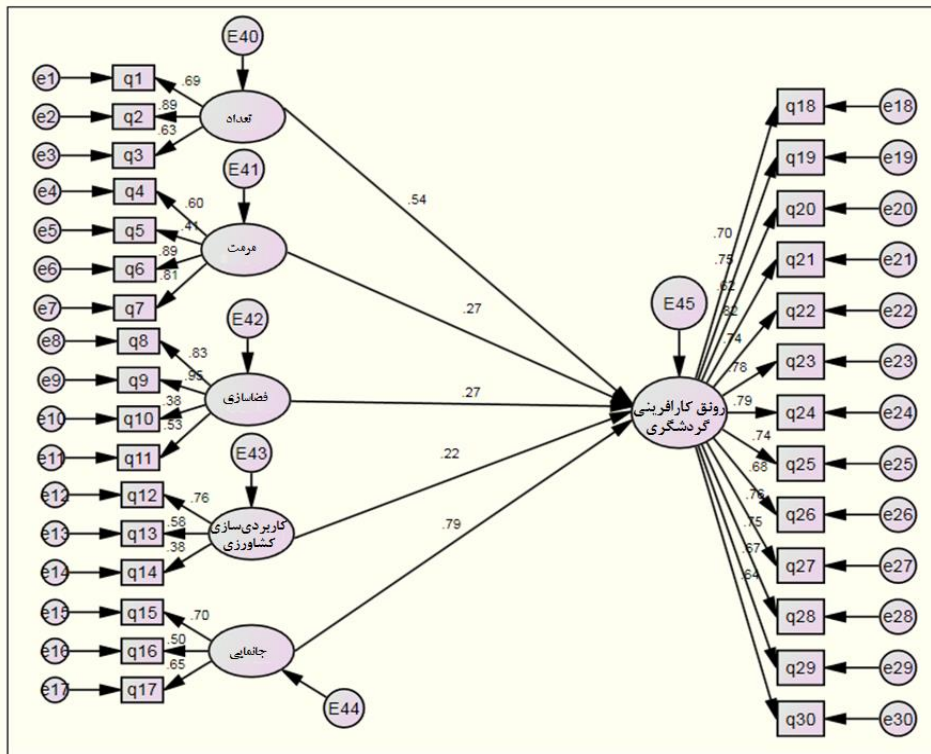 E40
e1 q1 .69
e2 q2 .89
تعداد
e3 q3 .63
E41
e4 q4 .60
e5 q5 .41
مرمت
e6 q6 .89
e7 q7 .81
E42
e8 q8 .83
e9 q9 .95
فضاسازی
e10 q10 .38
e11 q11 .53
E43
e12 q12 .76
e13 q13 .58
کاربردی‌سازی
کشاورزی
e14 q14 .38
e15 q15 .70
e16 q16 .50
جانمایی
e17 q17 .65
E44
.54
.27
.27
.22
.79
E45
رونق کارافرینی
گردشگری
.70
.75
.62
.82
.74
.78
.79
.74
.68
.76
.75
.67
.64
q18 e18
q19 e19
q20 e20
q21 e21
q22 e22
q23 e23
q24 e24
q25 e25
q26 e26
q27 e27
q28 e28
q29 e29
q30 e30